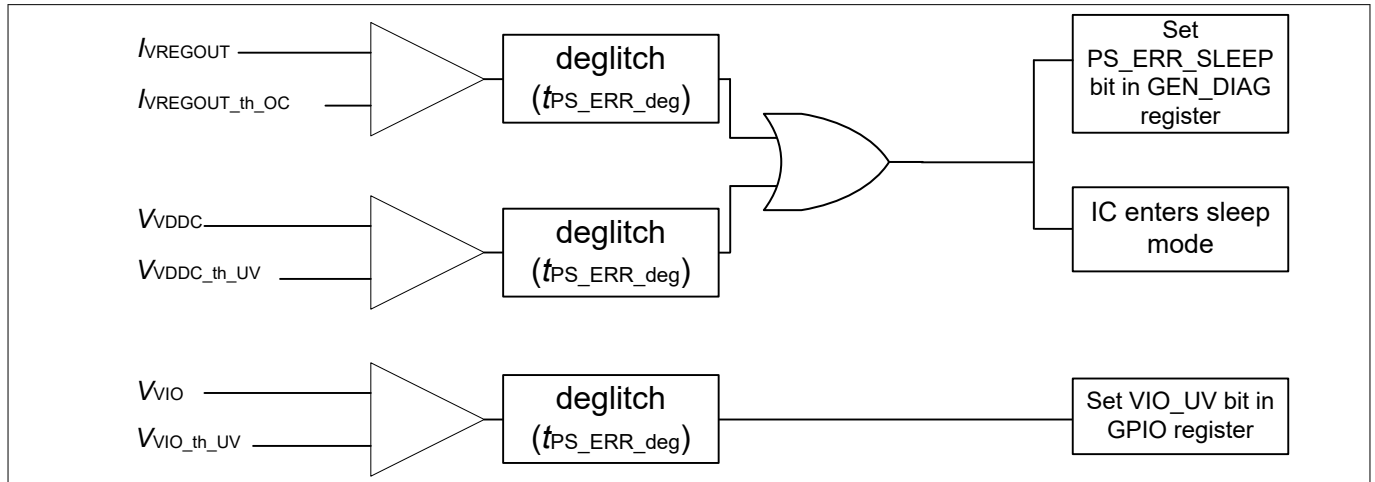 IVREGOUT
IVREGOUT_th_OC
deglitch
(tPS_ERR_deg)
Set
PS_ERR_SLEEP
bit in GEN_DIAG
register
VVDDC
VVDDC_th_UV
deglitch
(tPS_ERR_deg)
IC enters sleep
mode
VVIO
VVIO_th_UV
deglitch
(tPS_ERR_deg)
Set VIO_UV bit in
GPIO register